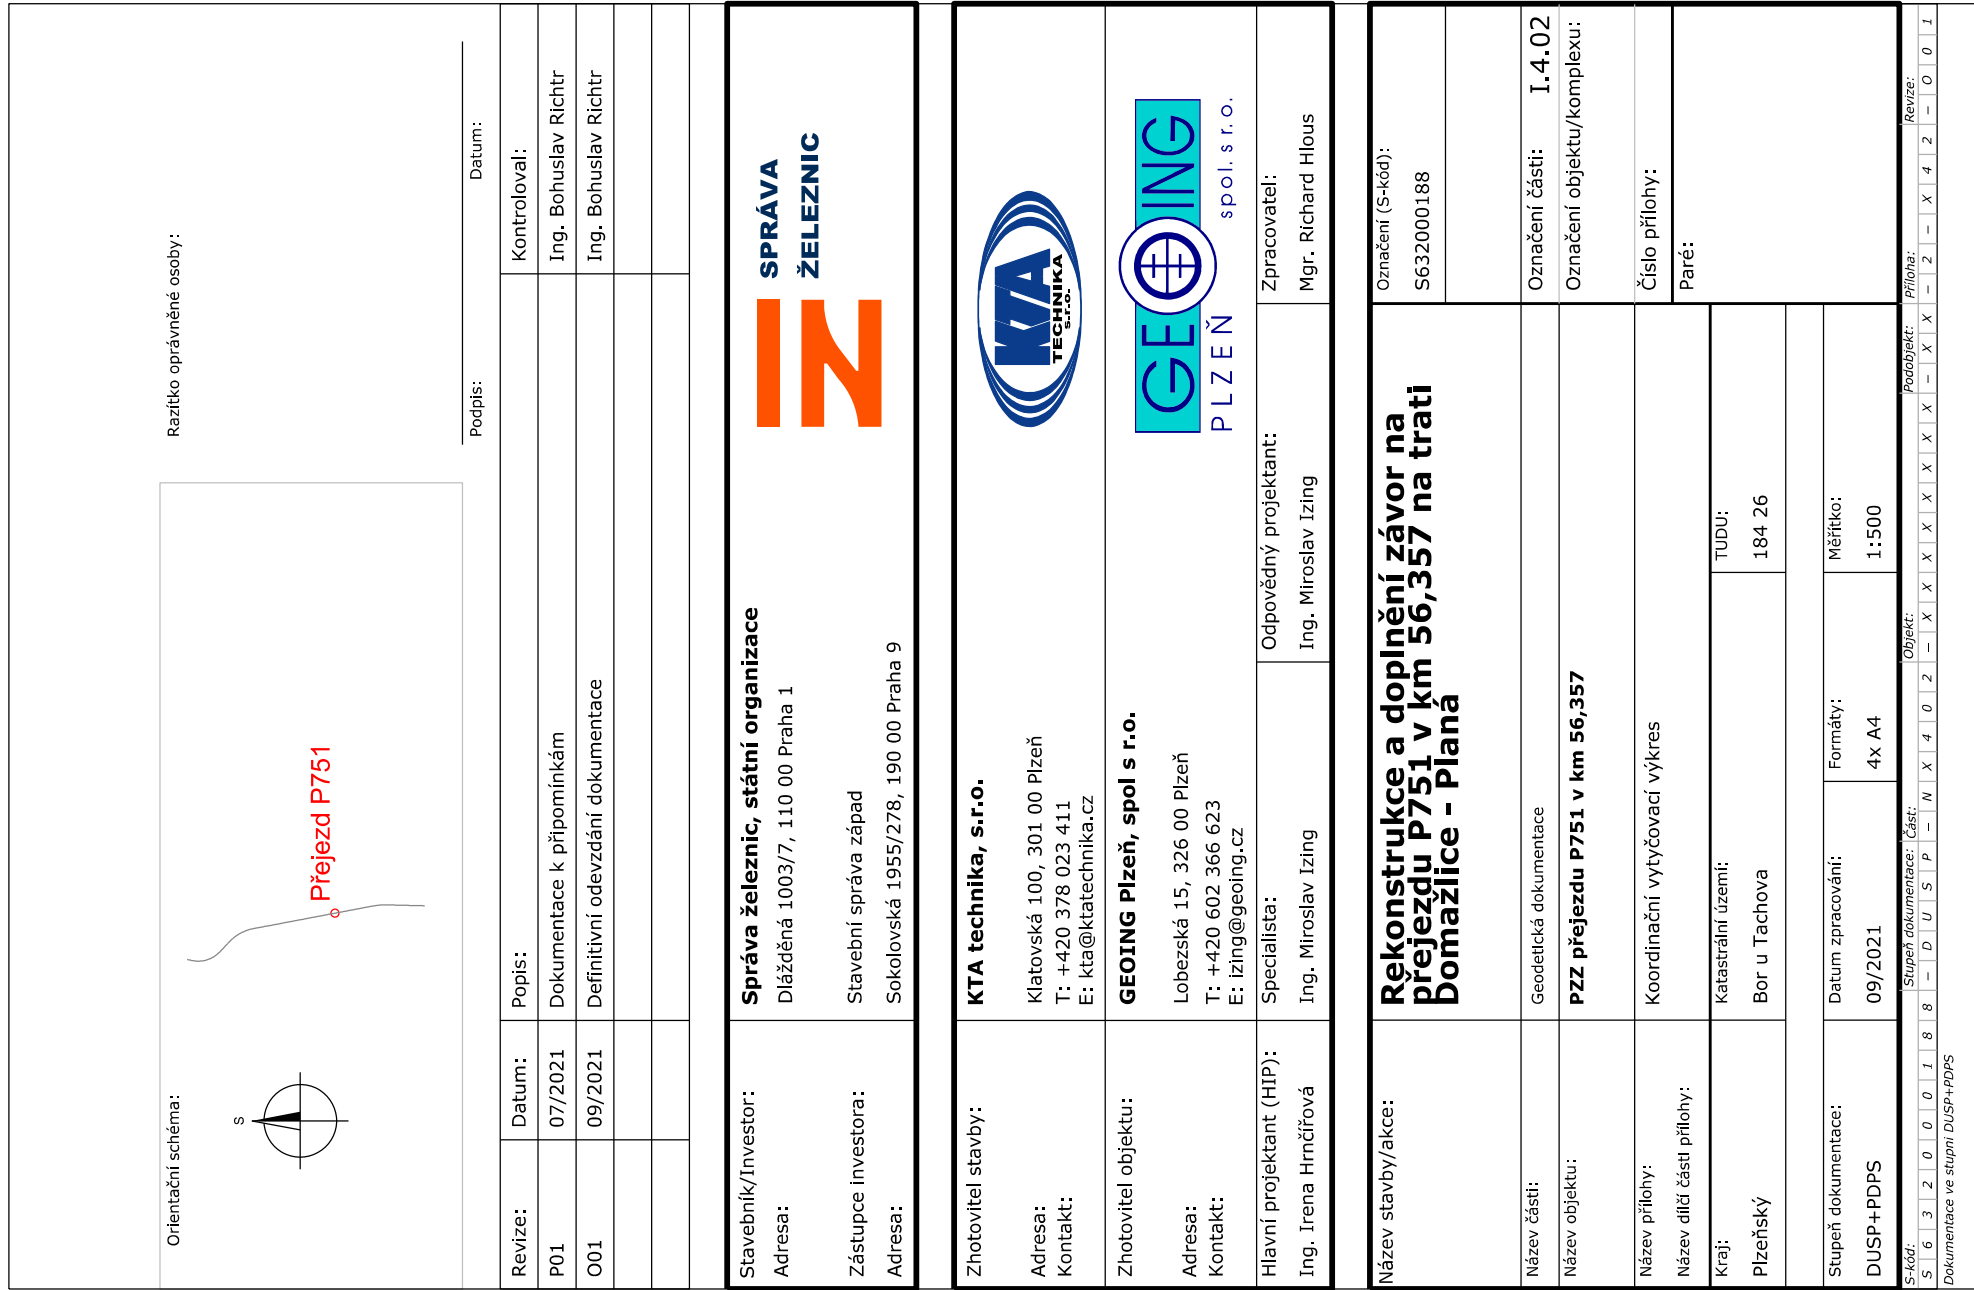 Orientační schéma:
Razítko oprávněné osoby:
S
Přejezd P751
Podpis:
Datum:
Revize:
Datum:
Popis:
Kontroloval:
P01
07/2021
Dokumentace k připomínkám
Ing. Bohuslav Richtr
O01
09/2021
Definitivní odevzdání dokumentace
Ing. Bohuslav Richtr
Stavebník/Investor:
Správa železnic, státní organizace
Adresa:
Dlážděná 1003/7, 110 00 Praha 1
Zástupce investora:
Stavební správa západ
Adresa:
Sokolovská 1955/278, 190 00 Praha 9
SPRÁVA
ŽELEZNIC
Zhotovitel stavby:
KTA technika, s.r.o.
Adresa:
Klatovská 100, 301 00 Plzeň
Kontakt:
T: +420 378 023 411
E: kta@ktatechnika.cz
KTA
TECHNIKA
s.r.o.
Zhotovitel objektu:
GEOING Plzeň, spol s r.o.
Adresa:
Lobezská 15, 326 00 Plzeň
Kontakt:
T: +420 602 366 623
E: izing@geoing.cz
GEOING
PLZEŇ spol. s r.o.
Hlavní projektant (HIP):
Specialista:
Odpovědný projektant:
Zpracovatel:
Ing. Irena Hrnčířová
Ing. Miroslav Izing
Ing. Miroslav Izing
Mgr. Richard Hlous
Název stavby/akce:
Rekonstrukce a doplnění závor na
přejezdu P751 v km 56,357 na trati
Domažlice - Planá
Označení (S-kód):
S632000188
Název části:
Geodetická dokumentace
Označení části:
I.4.02
Název objektu:
PZZ přejezdu P751 v km 56,357
Označení objektu/komplexu:
Název přílohy:
Koordinační vytyčovací výkres
Číslo přílohy:
Název dílčí části přílohy:
Paré:
Kraj:
Katastrální území:
TUDU:
Plzeňský
Bor u Tachova
184 26
Stupeň dokumentace:
Datum zpracování:
Formáty:
Měřítko:
DUSP+PDPS
09/2021
4x A4
1:500
S-kód:
Stupeň dokumentace:
Část:
Objekt:
Podobjekt:
Příloha:
Revize:
S 6 3 2 0 0 0 1 8 8 – D U S P – N X 4 0 2 – X X X X X X X X – X X X – 2 – X 4 2 – O 0 1
Dokumentace ve stupni DUSP+PDPS